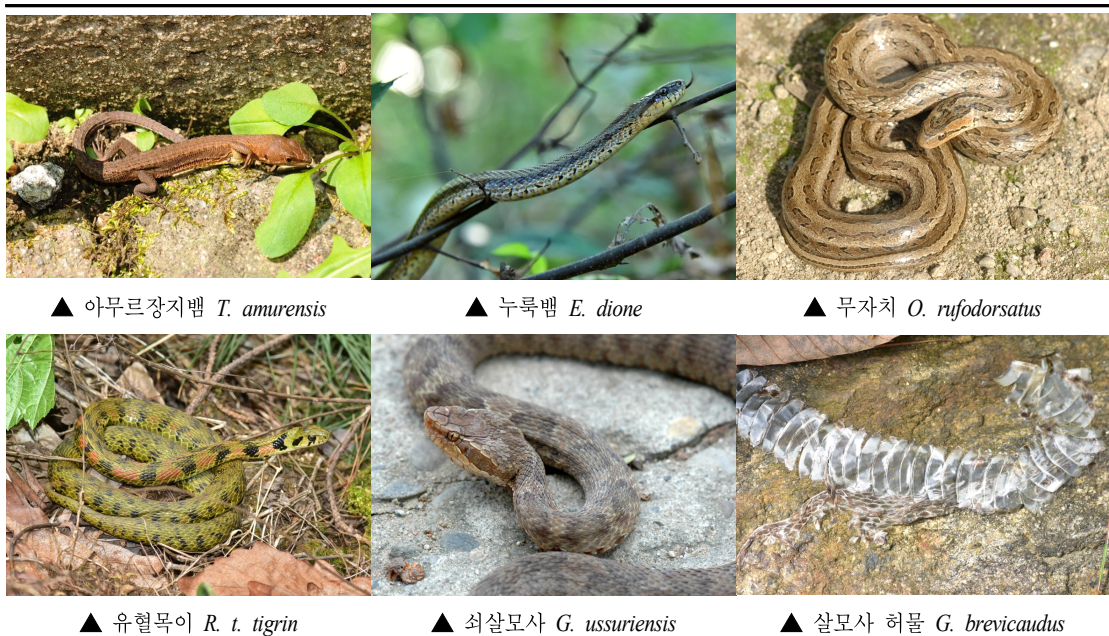 ▲ 아무르장지뱀 T. amurensis
▲ 누룩뱀 E. dione
▲ 무자치 O. rufodorsatus
▲ 유혈목이 R. t. tigrin
▲ 쇠살모사 G. ussuriensis
▲ 살모사 허물 G. brevicaudus